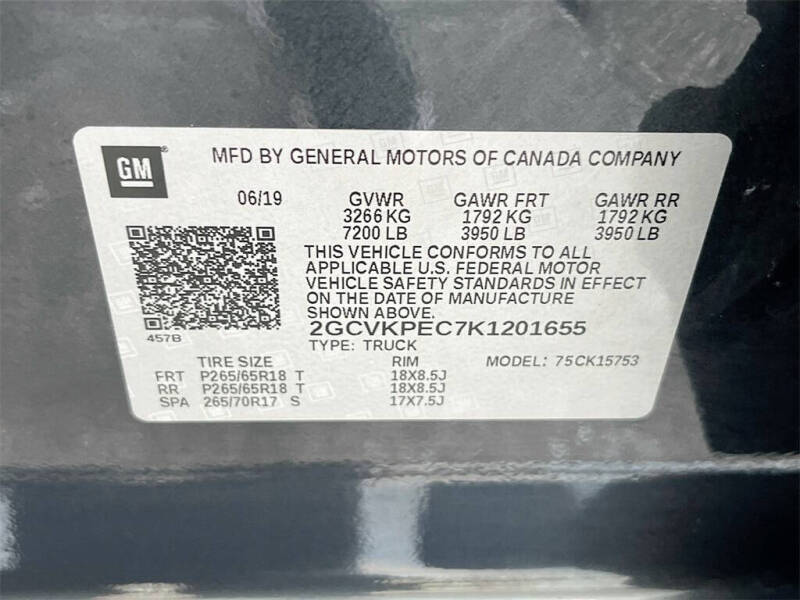 GM
MFD BY GENERAL MOTORS OF CANADA COMPANY
06/19 GVWR GAWR FRT GAWR RR
3266 KG 1792 KG 1792 KG
7200 LB 3950 LB 3950 LB
THIS VEHICLE CONFORMS TO ALL
APPLICABLE U.S. FEDERAL MOTOR
VEHICLE SAFETY STANDARDS IN EFFECT
ON THE DATE OF MANUFACTURE
SHOWN ABOVE.
2GCVKPEC7K1201655
457B
TYPE: TRUCK
TIRE SIZE RIM MODEL: 75CK15753
FRT P265/65R18 T 18X8.5J
RR P265/65R18 T 18X8.5J
SPA 265/70R17 S 17X7.5J